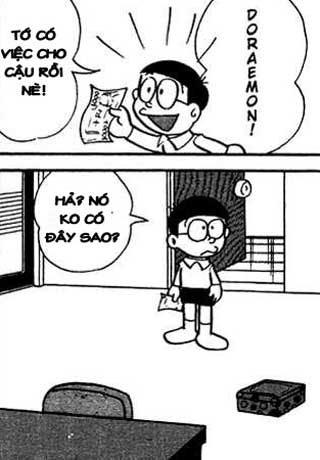 DORAEMON!
TỚ CÓ
VIỆC CHO
CẬU RỒI
NÈ!
HẢ? NÓ
KO CÓ
ĐÂY SAO?